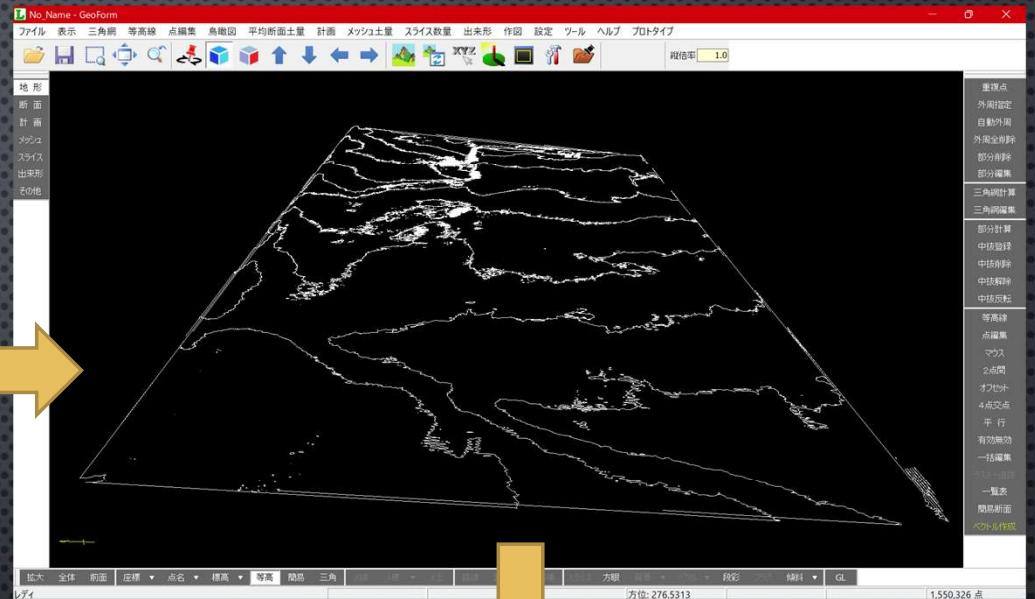 No_Name - GeoForm
ファイル 表示 三角網 等高線 点編集 鳥瞰図 平均断面土量 計画 メッシュ土量 スライス数量 出来形 作図 設定 ツール ヘルプ プロトタイプ
XYZ 縦倍率 1.0
地 形
断 面
計 画
メッシュ
スライス
出来形
その他
重複点
外周指定
自動外周
外周全削除
部分削除
部分編集
三角網計算
三角網編集
部分計算
中抜登録
中抜削除
中抜解除
中抜反転
等高線
点編集
マウス
2点間
オフセット
4点交点
平 行
有効無効
一括編集
一覧表
簡易断面
ベクトル作成
拡大 全体 前面 座標 点名 標高 等高 簡易 三角 方眼 段彩 傾斜 GL
レディ 方位: 276.5313 1,550,326 点